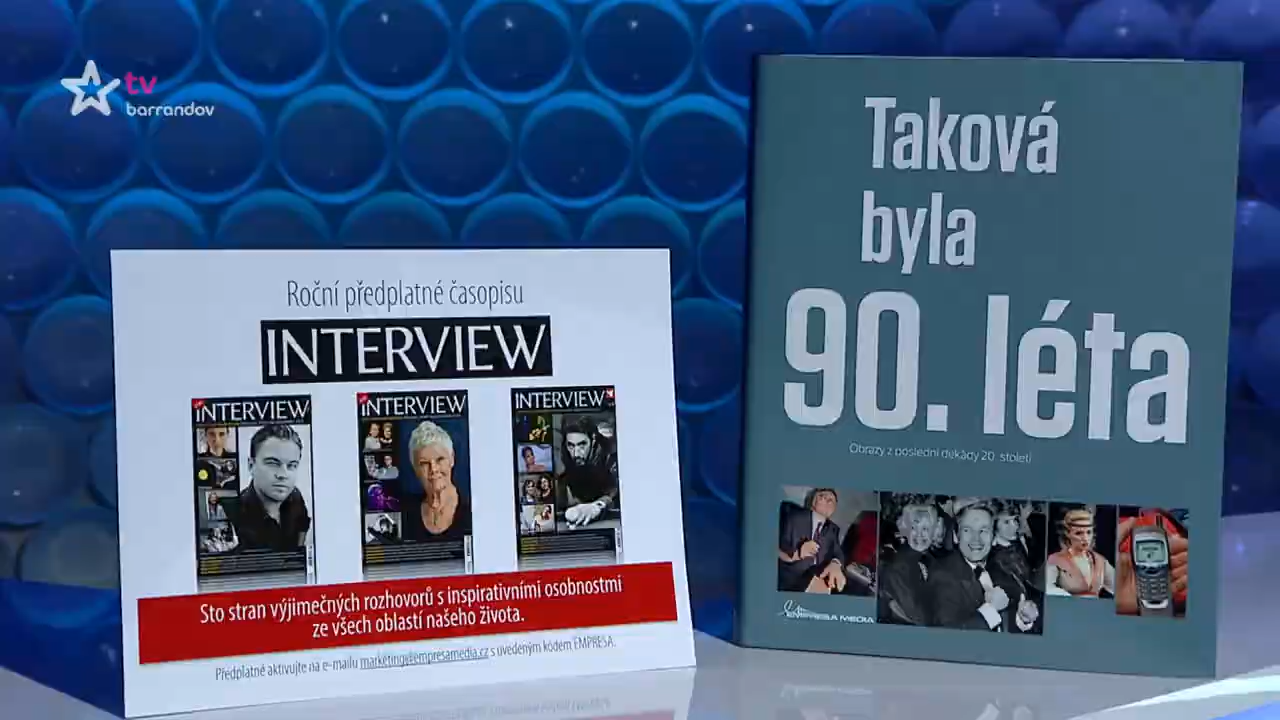 tv
barrandov
Roční předplatné časopisu
INTERVIEW
INTERVIEW
INTERVIEW
INTERVIEW
Sto stran výjimečných rozhovorů s inspirativními osobnostmi
ze všech oblastí našeho života.
Předplatné aktivujte na e-mailu marketing@empresamedia.cz s uvedeným kódem EMPRESA.
Taková
byla
90. léta
Obrazy z poslední dekády 20. století
EMPRESA MEDIA